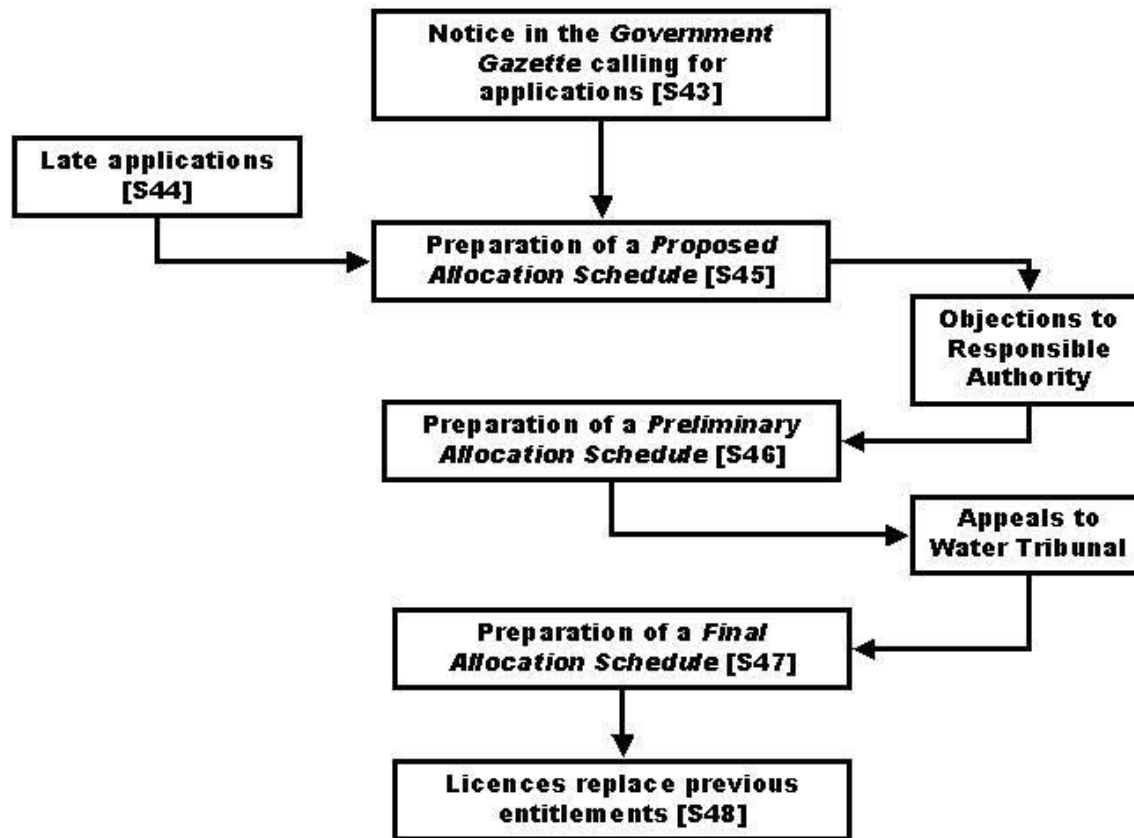 Notice in the Government
Gazette calling for
applications [S43]
Late applications
[S44]
Preparation of a Proposed
Allocation Schedule [S45]
Objections to
Responsible
Authority
Preparation of a Preliminary
Allocation Schedule [S46]
Appeals to
Water Tribunal
Preparation of a Final
Allocation Schedule [S47]
Licences replace previous
entitlements [S48]